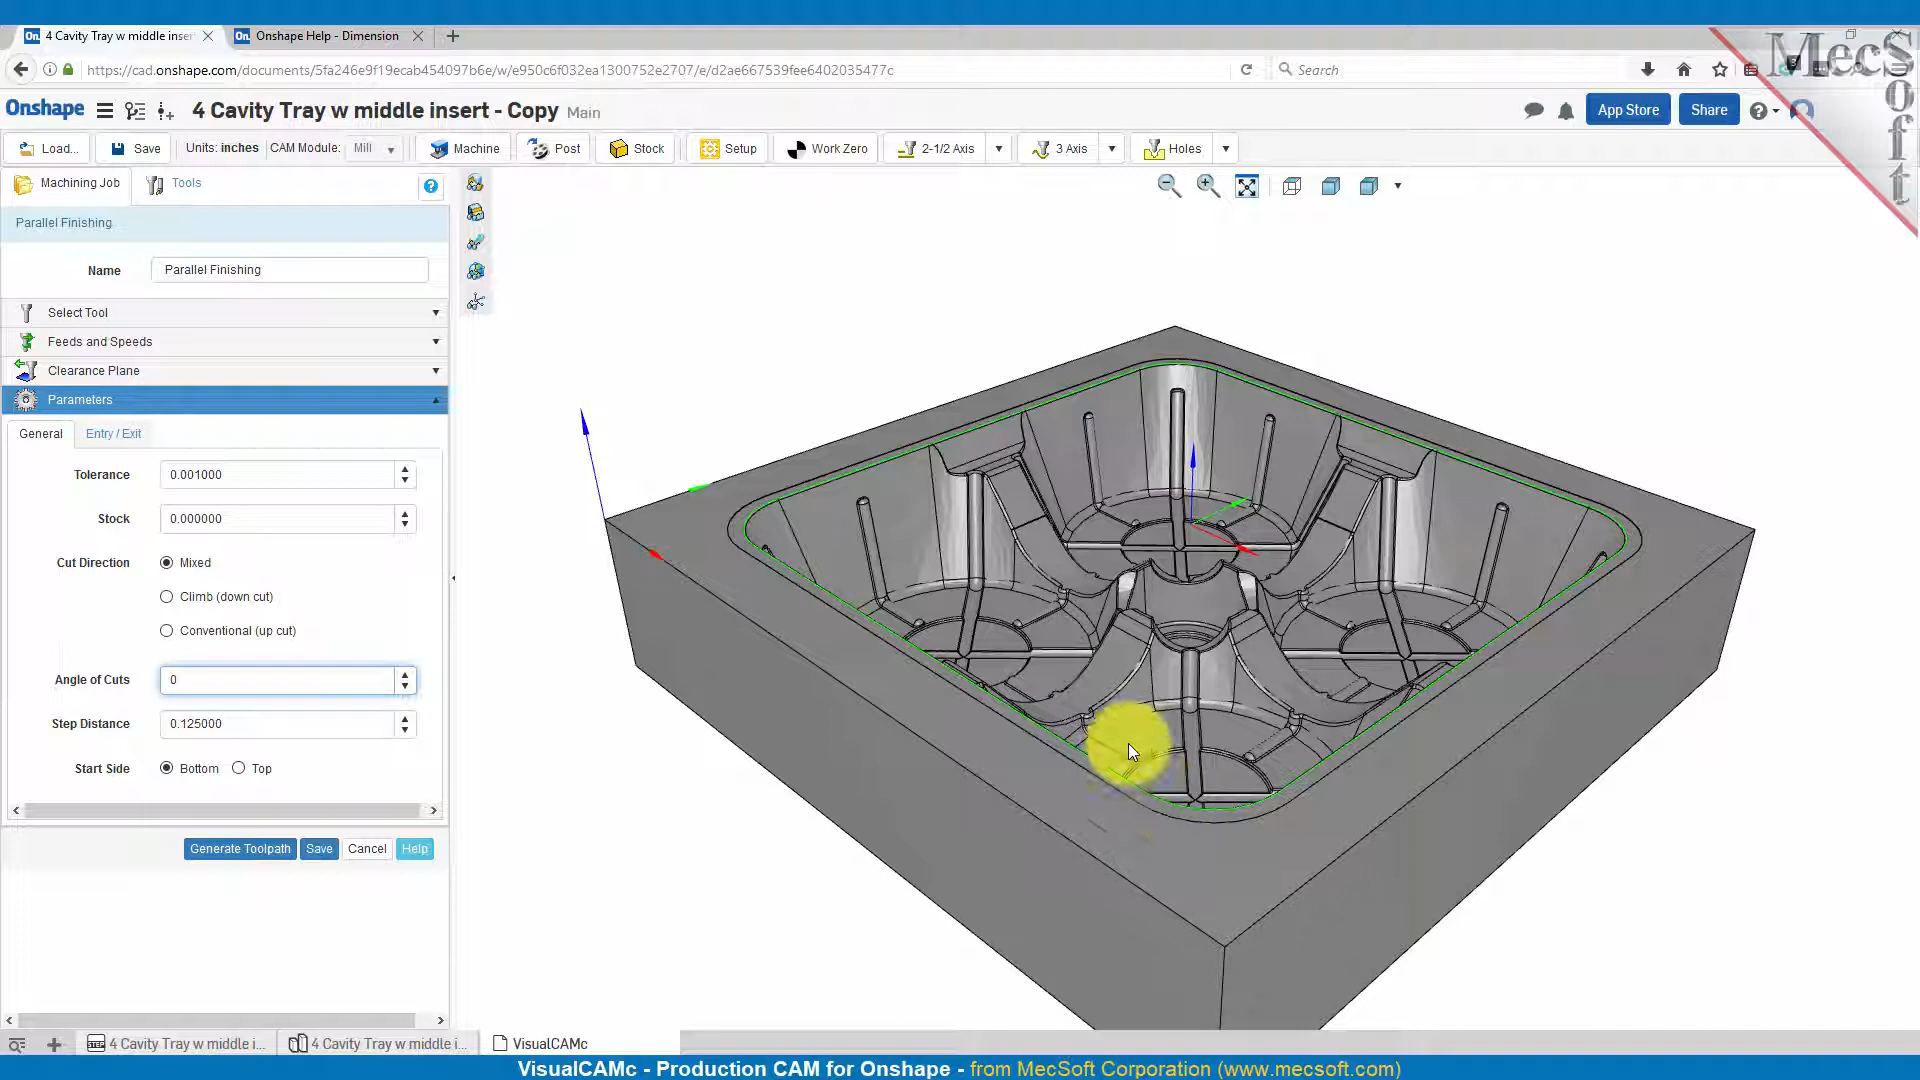 4 Cavity Tray w middle inser
Onshape Help - Dimension
https://cad.onshape.com/documents/5fa246e9f19ecab454097b6e/w/e950c6f032ea1300752e2707/e/d2ae667539fee6402035477c
Search
MecSoft
Onshape
4 Cavity Tray w middle insert - Copy Main
App Store
Share
Load...
Save
Units: inches
CAM Module: Mill
Machine
Post
Stock
Setup
Work Zero
2-1/2 Axis
3 Axis
Holes
Machining Job
Tools
Parallel Finishing
Name Parallel Finishing
Select Tool
Feeds and Speeds
Clearance Plane
Parameters
General
Entry / Exit
Tolerance 0.001000
Stock 0.000000
Cut Direction Mixed
Climb (down cut)
Conventional (up cut)
Angle of Cuts 0
Step Distance 0.125000
Start Side Bottom Top
Generate Toolpath Save Cancel Help
4 Cavity Tray w middle i...
4 Cavity Tray w middle i...
VisualCAMc
VisualCAMc - Production CAM for Onshape - from MecSoft Corporation (www.mecsoft.com)